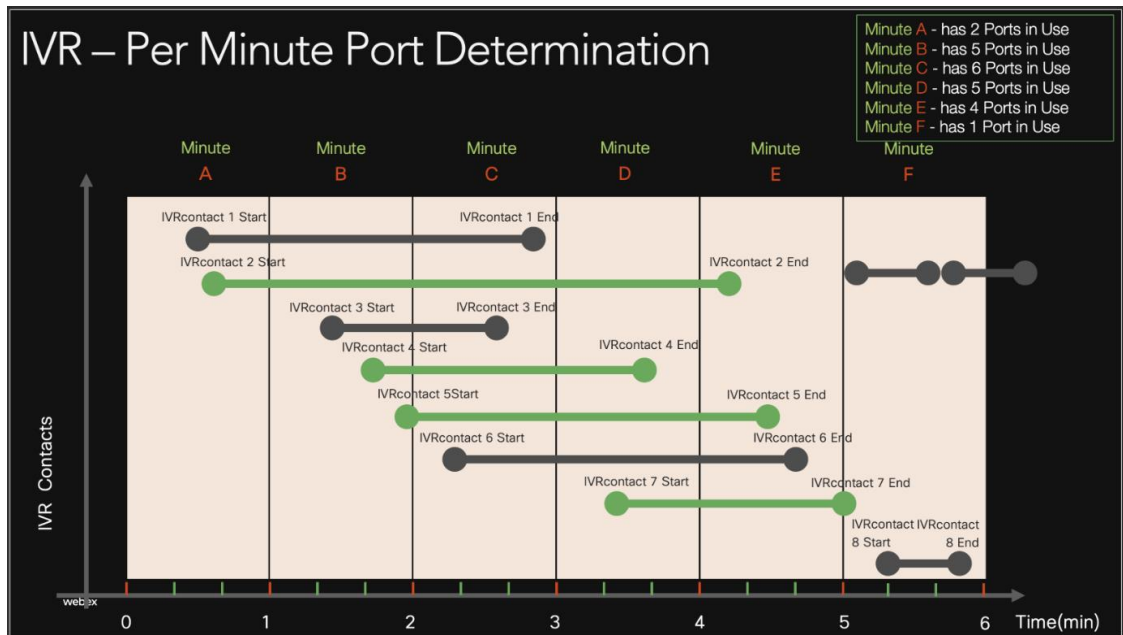 IVR – Per Minute Port Determination
Minute A - has 2 Ports in Use
Minute B - has 5 Ports in Use
Minute C - has 6 Ports in Use
Minute D - has 5 Ports in Use
Minute E - has 4 Ports in Use
Minute F - has 1 Port in Use
Minute Minute Minute Minute Minute Minute
A B C D E F
IVRcontact 1 Start IVRcontact 1 End
IVRcontact 2 Start IVRcontact 2 End
IVRcontact 3 Start IVRcontact 3 End
IVRcontact 4 Start IVRcontact 4 End
IVRcontact 5Start IVRcontact 5 End
IVRcontact 6 Start IVRcontact 6 End
IVRcontact 7 Start IVRcontact 7 End
IVRcontact IVRcontact
8 Start 8 End
IVR Contacts
webex
0 1 2 3 4 5 6 Time(min)